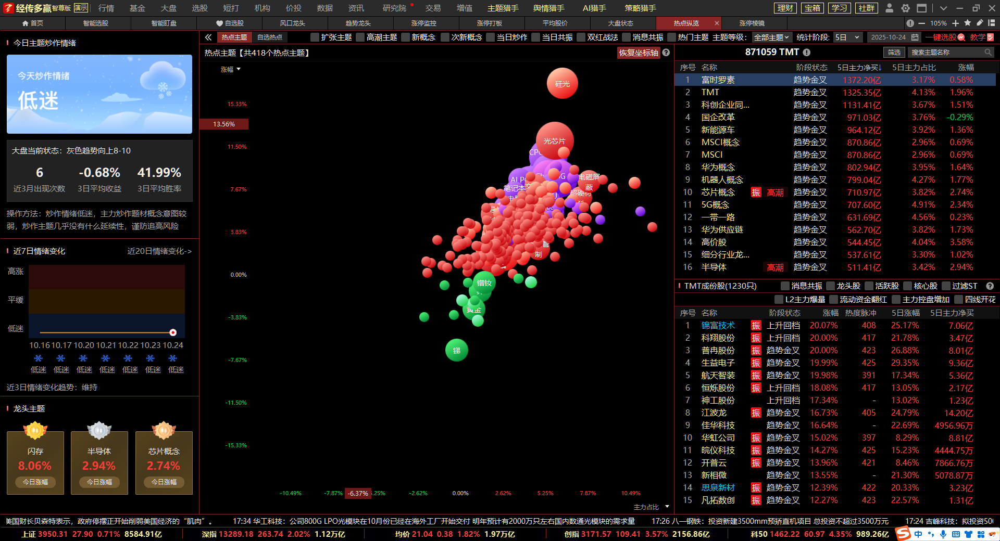 经传多赢 智尊版 演示 行情 基金 大盘 选股 短打 机构 价投 数据 资讯 研究院 交易 增值 主题猎手 舆情猎手 AI猎手 策略猎手 理财 宝箱 学习 社群
首页 智能选股 智能盯盘 自选股 风口龙头 趋势龙头 涨停监控 涨停打板 平均股价 大盘状态 热点纵览 涨停棱镜 105%
今日主题炒作情绪
今天炒作情绪
低迷
大盘当前状态：灰色趋势向上8-10
6 -0.68% 41.99%
近3月出现次数 3日平均收益 3日平均胜率
操作方法：炒作情绪低迷，主力炒作题材概念意图较
弱，炒作主题几乎没有什么延续性，谨防追高风险
近7日情绪变化 近20日情绪变化->
高涨
平缓
低迷
10.16 10.17 10.20 10.21 10.22 10.23 10.24
低迷 低迷 低迷 低迷 低迷 低迷 低迷
近3日情绪变化趋势：维持
龙头主题
闪存 半导体 芯片概念
8.06% 2.94% 2.74%
今日涨幅 今日涨幅 今日涨幅
热点主题 自选热点 扩张主题 高潮主题 新概念 次新概念 当日炒作 当日共振 双红战法 消息共振 热门主题 主题等级： 全部主题 统计阶段： 5日 2025-10-24 一键选股 教学
热点主题【共418个热点主题】 恢复坐标轴
涨幅
硅光
15.33%
13.56%
光芯片
11.50%
CPO
AI PC
电磁屏
蔽
笔记本
7.67%
超硬材
3.83%
管
制
0.00%
镨钕
黄金
-3.83%
锑
-7.67%
-11.50%
-15.33%
-10.49% -7.87% -6.37% -2.62% 0.00% 2.62% 5.25% 7.87% 10.49%
主力占比
871059 TMT 筛选 搜索主题名称
序号 名称 阶段状态 5日主力净买↓ 5日主力占比 涨幅
1 富时罗素 趋势金叉 1372.20亿 3.17% 0.58%
2 TMT 趋势金叉 1325.35亿 4.13% 1.96%
3 科创企业同... 趋势金叉 1131.41亿 3.67% 1.51%
4 国企改革 趋势金叉 971.03亿 3.76% -0.29%
5 新能源车 趋势金叉 964.12亿 3.92% 1.36%
6 MSCI概念 趋势金叉 870.86亿 2.96% 0.69%
7 MSCI 趋势金叉 870.86亿 2.96% 0.69%
8 华为概念 趋势金叉 802.94亿 3.95% 1.64%
9 机器人概念 趋势金叉 799.04亿 4.27% 1.77%
10 芯片概念 振 高潮 趋势金叉 710.97亿 3.82% 2.74%
11 5G概念 趋势金叉 707.60亿 4.91% 2.34%
12 一带一路 趋势金叉 631.69亿 4.56% 0.23%
13 华为供应链 趋势金叉 562.70亿 3.82% 1.73%
14 高价股 趋势金叉 544.45亿 4.04% 3.58%
15 细分行业龙... 趋势金叉 537.61亿 3.30% 1.02%
16 半导体 高潮 趋势金叉 511.41亿 3.42% 2.94%
TMT成份股(1230只) 消息共振 龙头股 活跃股 核心股 过滤ST
L2主力爆量 流动资金翻红 主力控盘增加 四线开花
序号 名称 阶段状态 涨幅 热度脉冲 5日涨幅 5日主力净买
1 锦富技术 振 上升回档 20.07% 408 25.17% 7.06亿
2 科翔股份 振 上升回档 20.00% 417 21.78% 3.47亿
3 普冉股份 振 趋势金叉 20.00% 423 26.88% 8.01亿
4 生益电子 振 趋势金叉 19.99% 425 29.35% 9.36亿
5 航天智装 振 趋势金叉 19.98% 391 17.34% 5.36亿
6 恒烁股份 振 上升回档 18.08% 417 13.05% 2.17亿
7 神工股份 上升回档 17.34% - 13.02% 1.23亿
8 江波龙 振 趋势金叉 16.73% 405 24.79% 14.20亿
9 佳华科技 趋势金叉 16.64% - 22.69% 4956.96万
10 华虹公司 振 趋势金叉 15.02% 397 8.29% 8.81亿
11 皖仪科技 振 趋势金叉 14.27% 425 15.23% 4444.75万
12 开普云 振 趋势金叉 13.96% 421 8.46% 7866.76万
13 新相微 趋势金叉 13.55% - 21.30% 5078.87万
14 思泉新材 振 趋势金叉 12.39% 422 20.33% 3.23亿
15 凡拓数创 振 趋势金叉 12.27% 423 22.57% 1.31亿
美国财长贝森特表示，政府停摆正开始削弱美国经济的“肌肉”。 17:34 华工科技：公司800G LPO光模块在10月份已经在海外工厂开始交付 明年预计有2000万只左右国内数通光模块的需求量 17:26 八一钢铁：投资新建3500mm预矫直机项目 总投资不超过3500万元 17:24 吉峰科技：拟投资50
上证 3950.31 27.90 0.71% 8584.91亿 深指 13289.18 263.74 2.02% 1.12万亿 均价 21.04 0.38 1.82% 1.97万亿 创指 3171.57 109.41 3.57% 2156.86亿 科50 1462.22 60.97 4.35% 989.26亿 中